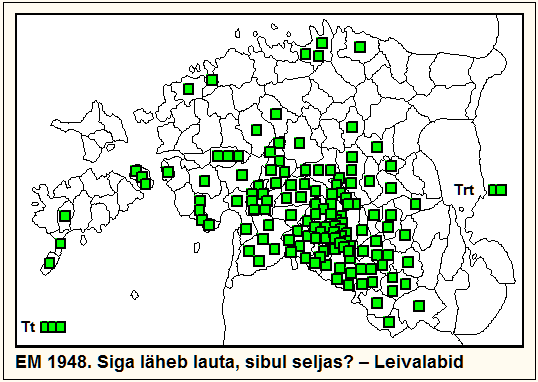 Trt
Tt
EM 1948. Siga läheb lauta, sibul seljas? – Leivalabid